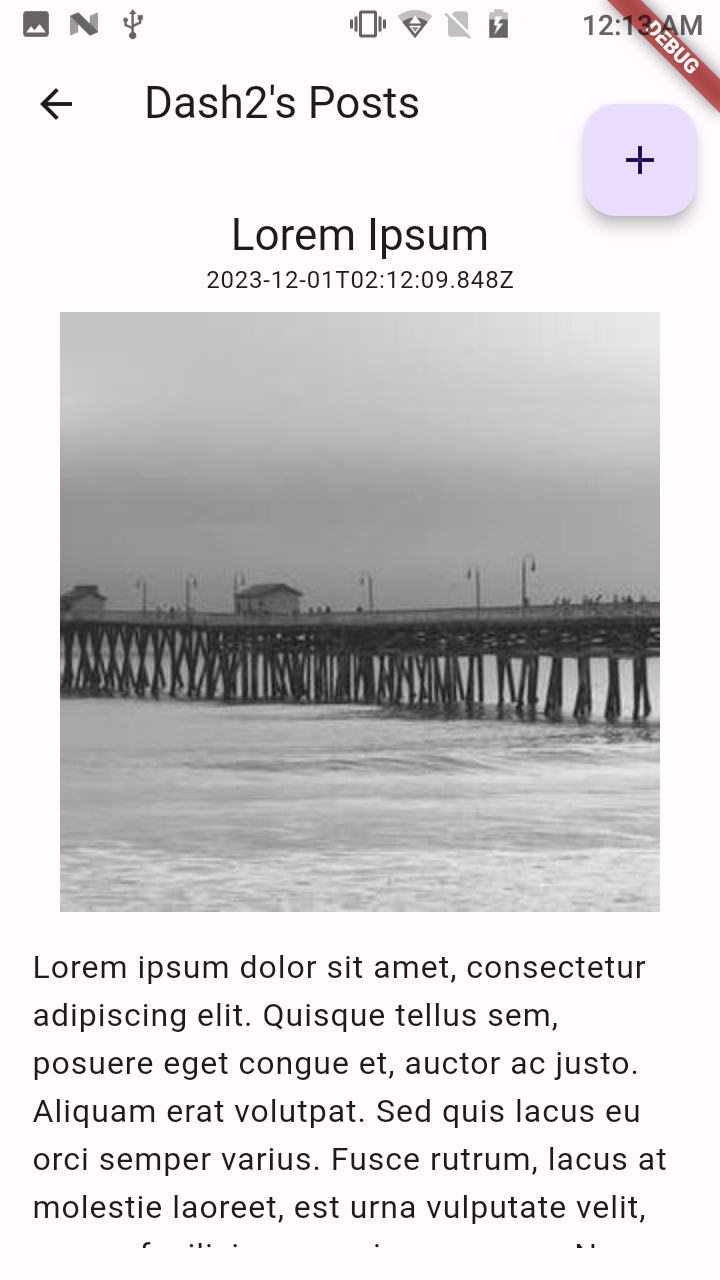 12:13 AM
DEBUG
Dash2's Posts
Lorem Ipsum
2023-12-01T02:12:09.848Z
Lorem ipsum dolor sit amet, consectetur
adipiscing elit. Quisque tellus sem,
posuere eget congue et, auctor ac justo.
Aliquam erat volutpat. Sed quis lacus eu
orci semper varius. Fusce rutrum, lacus at
molestie laoreet, est urna vulputate velit,